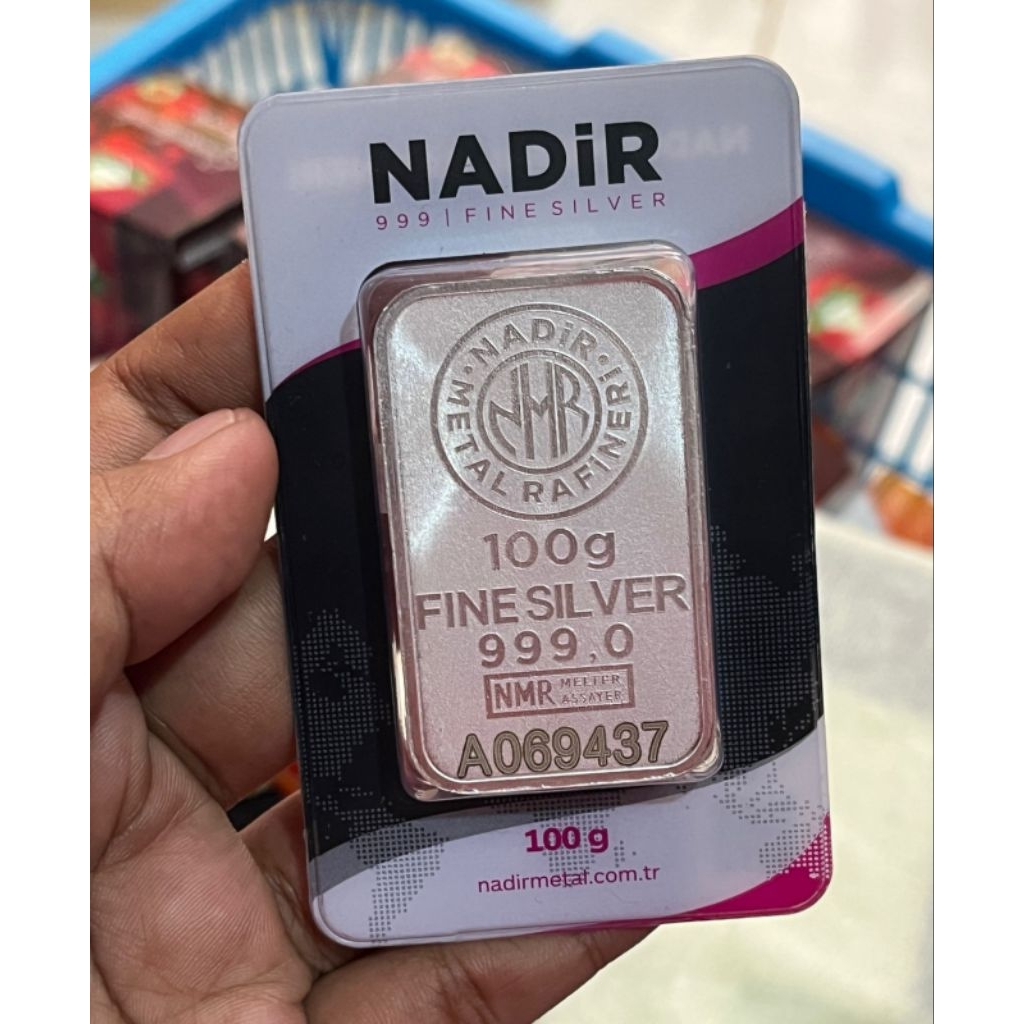 NADiR
999 | FINE SILVER
NADiR
METAL RAFINERI
NMR
100g
FINE SILVER
999.0
NMR MELTER
ASSAYER
A069437
100 g
nadirmetal.com.tr